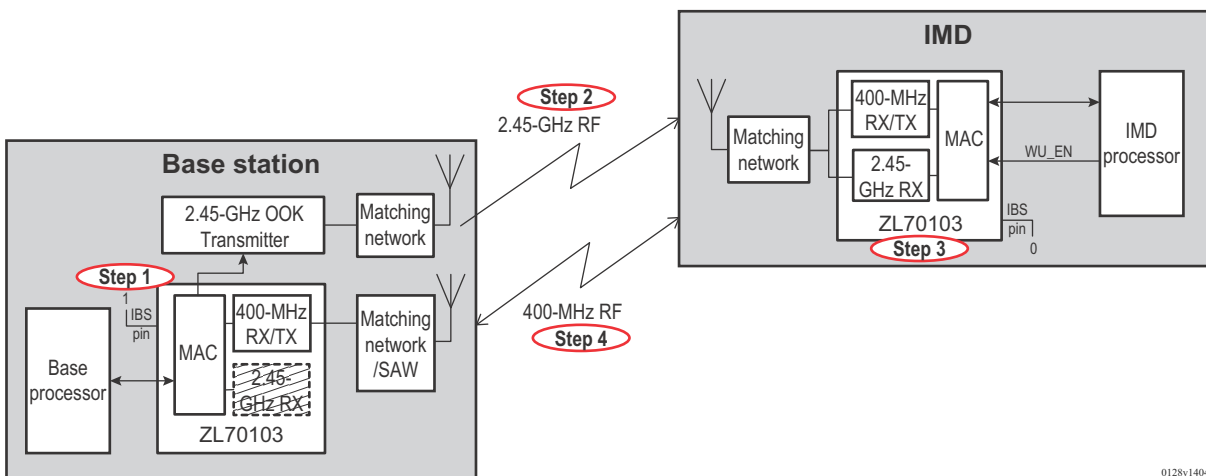 IMD
Step 2
2.45-GHz RF
400-MHz
RX/TX
MAC
Matching
network
2.45-
GHz RX
WU_EN
IMD
processor
ZL70103
IBS
pin
0
Step 3
Base station
2.45-GHz OOK
Transmitter
Matching
network
Step 1
1
IBS
pin
400-MHz
RX/TX
MAC
Matching
network
/SAW
400-MHz RF
Step 4
2.45-
GHz RX
Base
processor
ZL70103
0128v1404